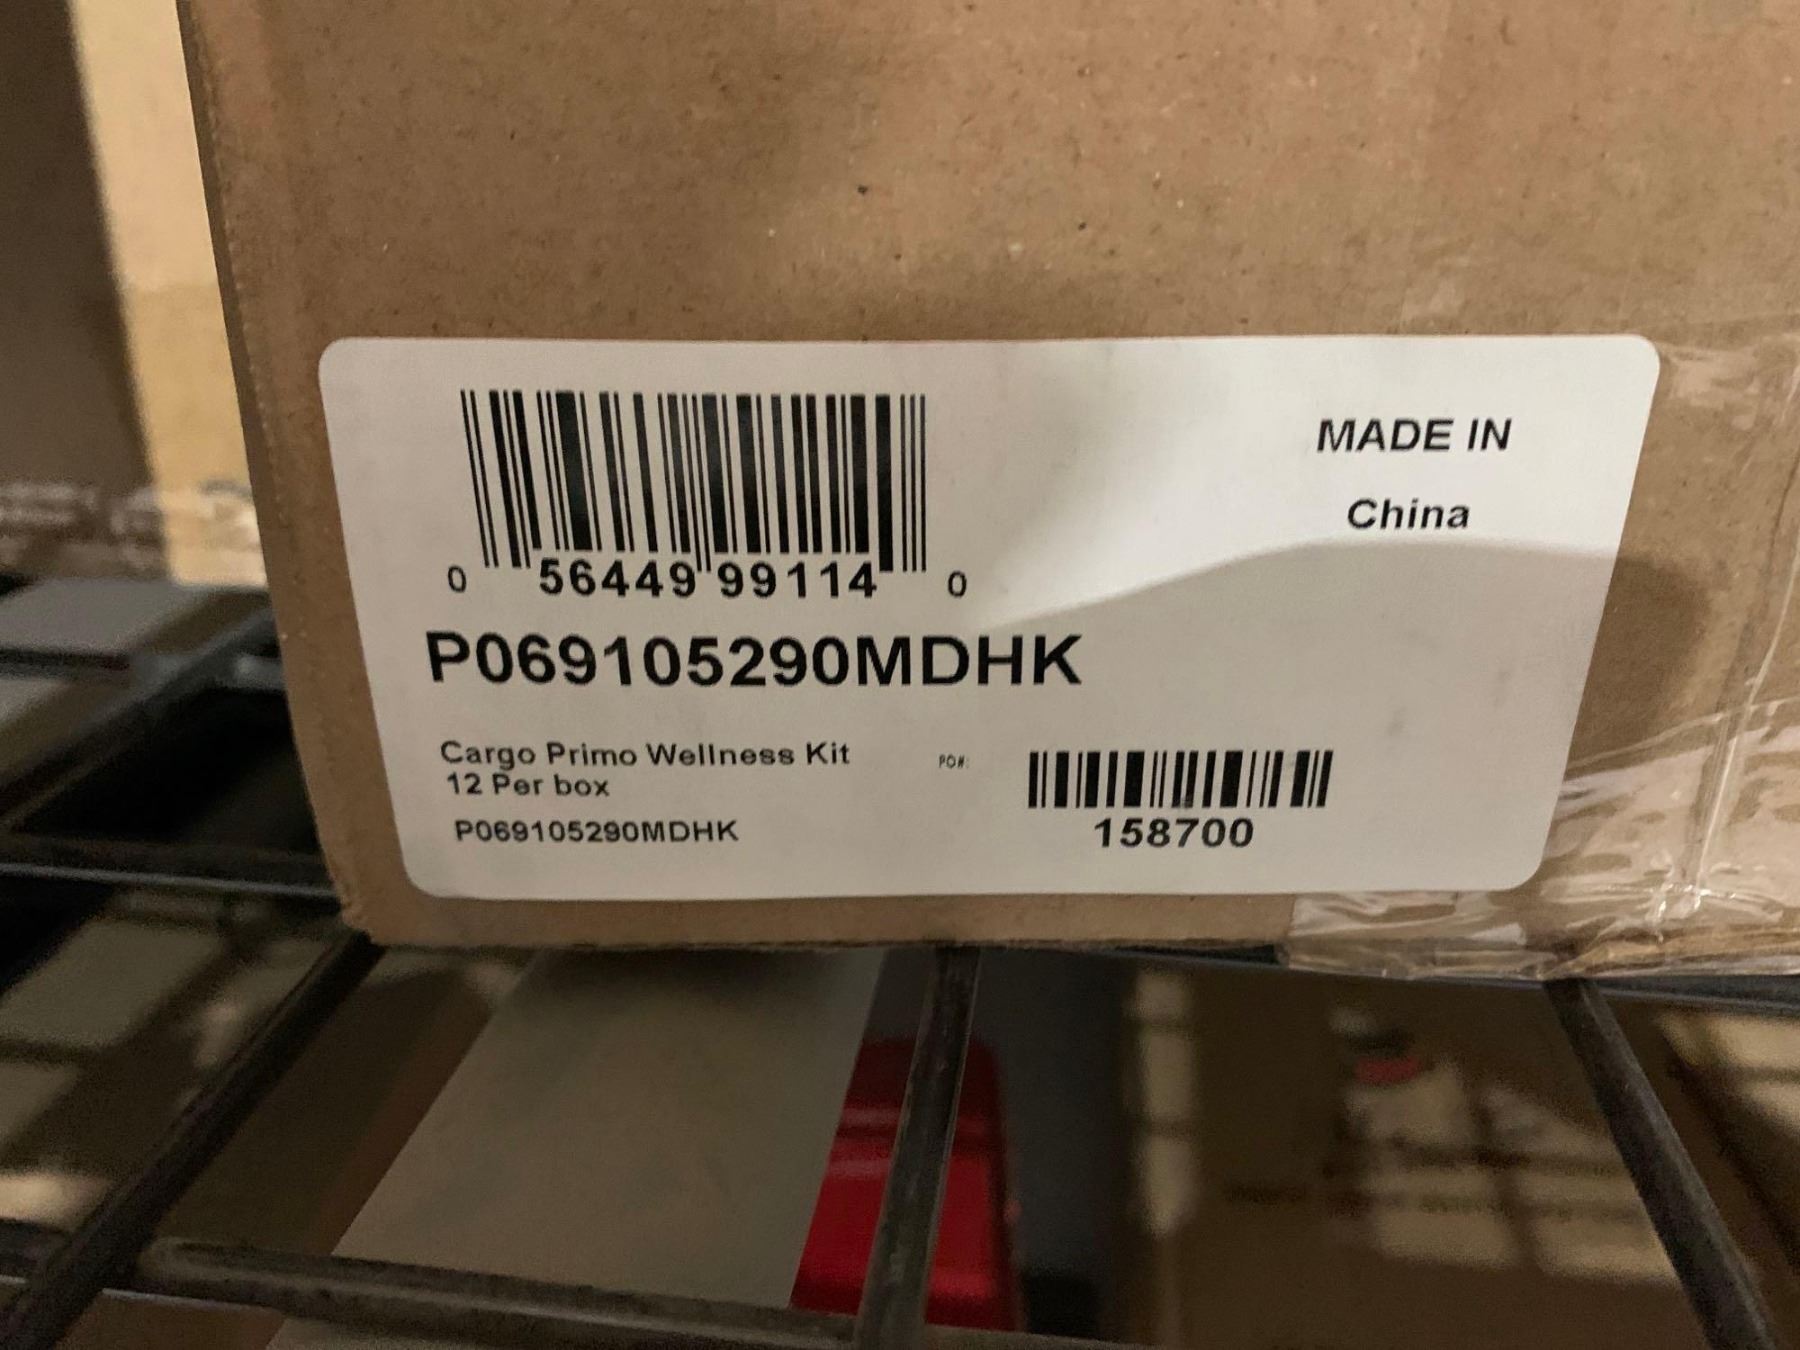 MADE IN
China
0 56449 99114 0
P069105290MDHK
Cargo Primo Wellness Kit
12 Per box
P069105290MDHK
PO#:
158700